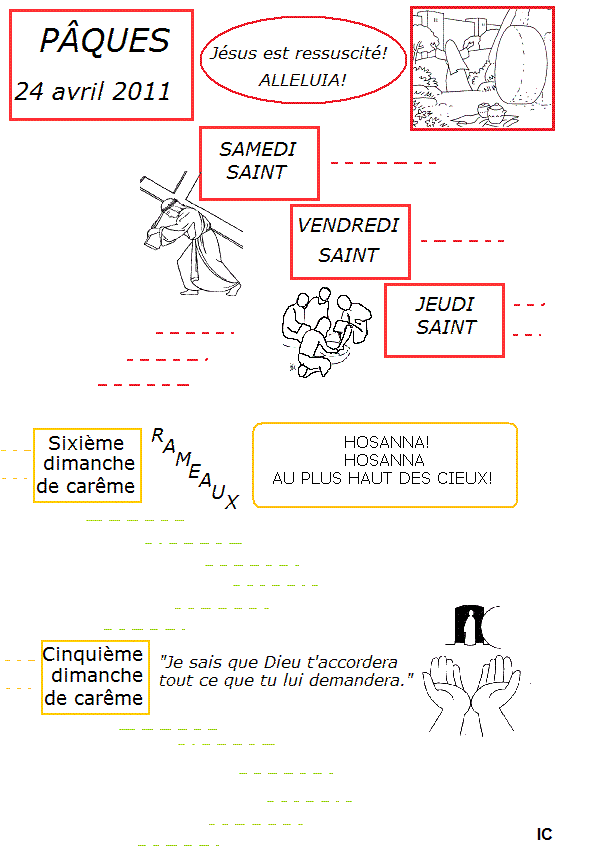 PÂQUES
24 avril 2011
Jésus est ressuscité!
ALLELUIA!
SAMEDI
SAINT
VENDREDI
SAINT
JEUDI
SAINT
Sixième
dimanche
de carême
RAMEAUX
HOSANNA!
HOSANNA
AU PLUS HAUT DES CIEUX!
Cinquième
dimanche
de carême
"Je sais que Dieu t'accordera
tout ce que tu lui demandera."
IC